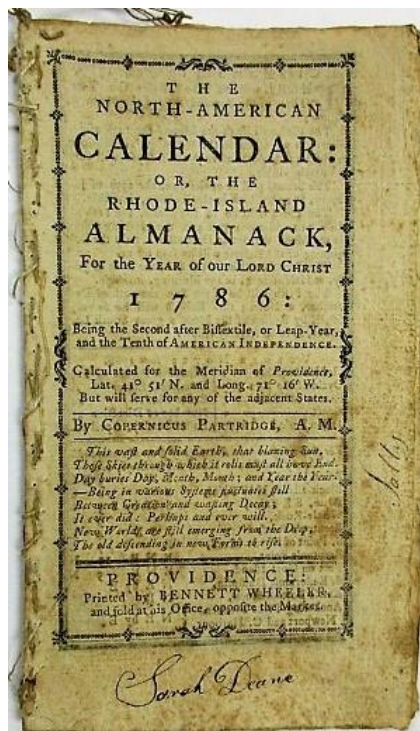 THE
NORTH-AMERICAN
CALENDAR:
OR, THE
RHODE-ISLAND
ALMANACK,
For the YEAR of our LORD CHRIST
1786:
Being the Second after Biſſextile, or Leap-Year,
and the Tenth of AMERICAN INDEPENDENCE.
Calculated for the Meridian of Providence,
Lat. 41° 51' N. and Long. 71° 16' W.
But will ſerve for any of the adjacent States.
By COPERNICUS PARTRIDGE, A. M.
This vaſt and ſolid Earth, that blazing Sun,
Thoſe Skies through which it rolls muſt all have End.
Day buries Day, Month, Month; and Year the Year.
—Being in various Syſtems fluctuates ſtill
Between Creation and waſting Decay;
It ever did: Perhaps and ever will.
New Worlds are ſtill emerging from the Deep;
The old deſcending in new Forms to riſe.
PROVIDENCE:
Printed by BENNETT WHEELER,
and ſold at his Office, oppoſite the Market.
Sarah Deane